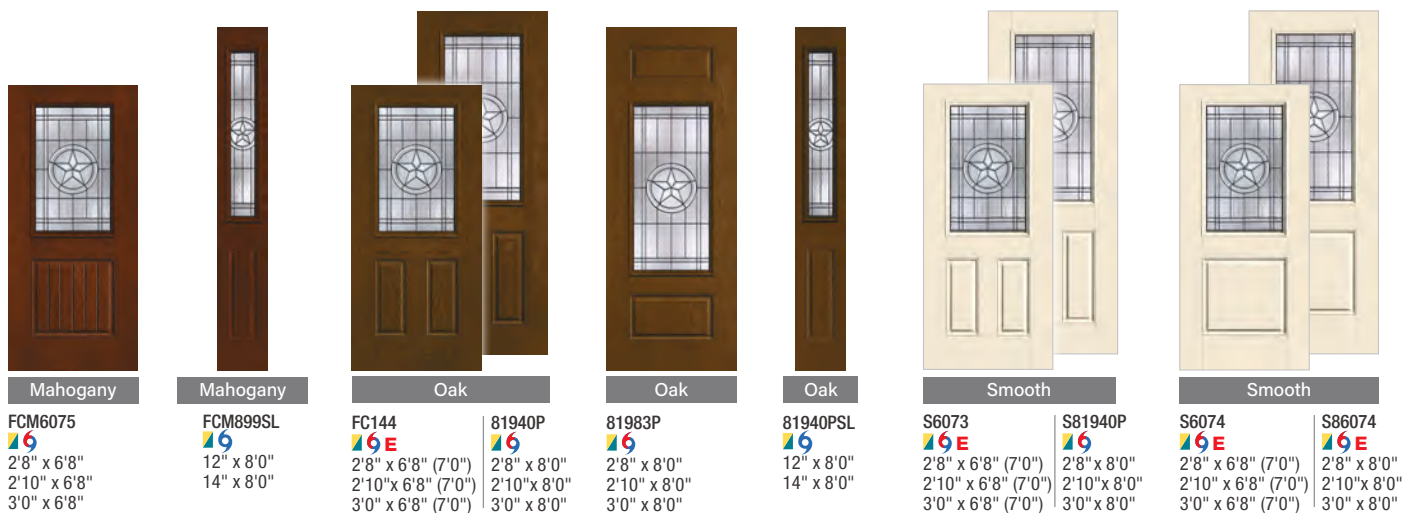 Mahogany
FCM6075
2'8" x 6'8"
2'10" x 6'8"
3'0" x 6'8"
Mahogany
FCM899SL
12" x 8'0"
14" x 8'0"
Oak
FC144
E
2'8" x 6'8" (7'0")
2'10"x 6'8" (7'0")
3'0" x 6'8" (7'0")
81940P
2'8" x 8'0"
2'10"x 8'0"
3'0" x 8'0"
Oak
81983P
2'8" x 8'0"
2'10" x 8'0"
3'0" x 8'0"
Oak
81940PSL
12" x 8'0"
14" x 8'0"
Smooth
S6073
E
2'8" x 6'8" (7'0")
2'10" x 6'8" (7'0")
3'0" x 6'8" (7'0")
S81940P
2'8" x 8'0"
2'10"x 8'0"
3'0" x 8'0"
Smooth
S6074
E
2'8" x 6'8" (7'0")
2'10" x 6'8" (7'0")
3'0" x 6'8" (7'0")
S86074
E
2'8" x 8'0"
2'10"x 8'0"
3'0" x 8'0"